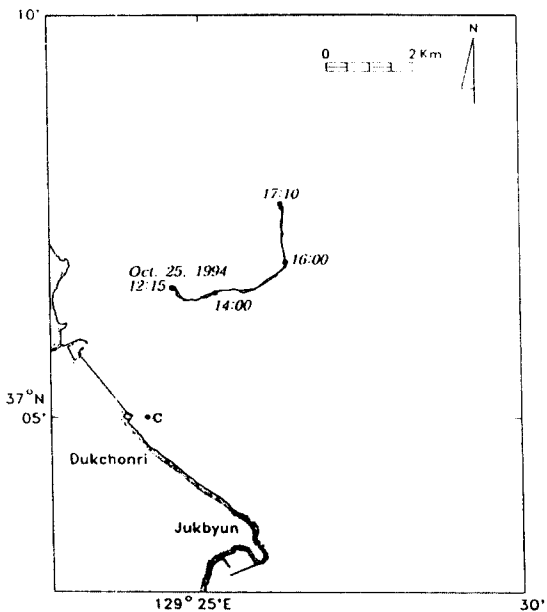 10'
N
0 2 Km
17:10
Oct. 25, 1994
12:15
16:00
14:00
37°N
05'
C
Dukchonri
Jukbyun
129° 25'E
30'